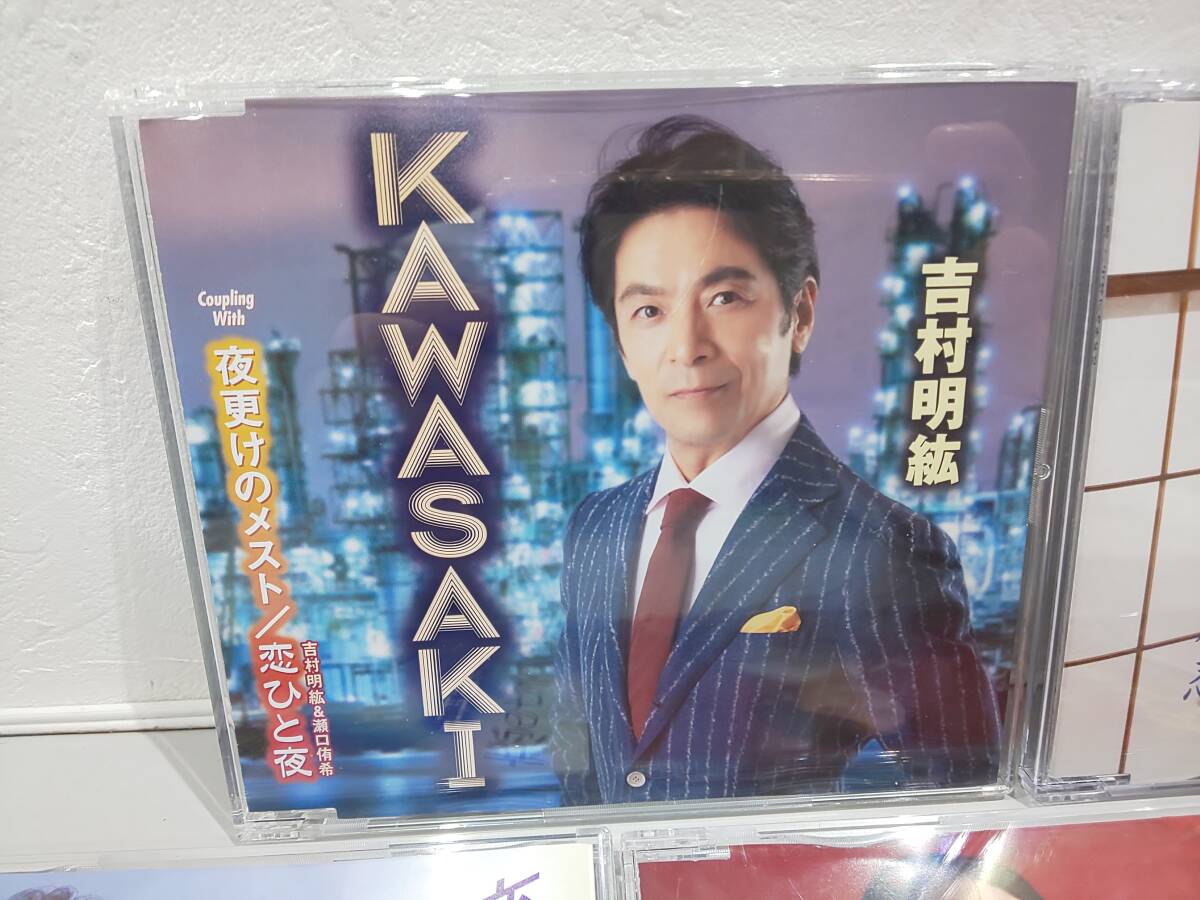 KAWASAKI
吉村明紘
Coupling
With
夜更けのメスト/恋ひと夜
吉村明紘&瀬口侑希
恋